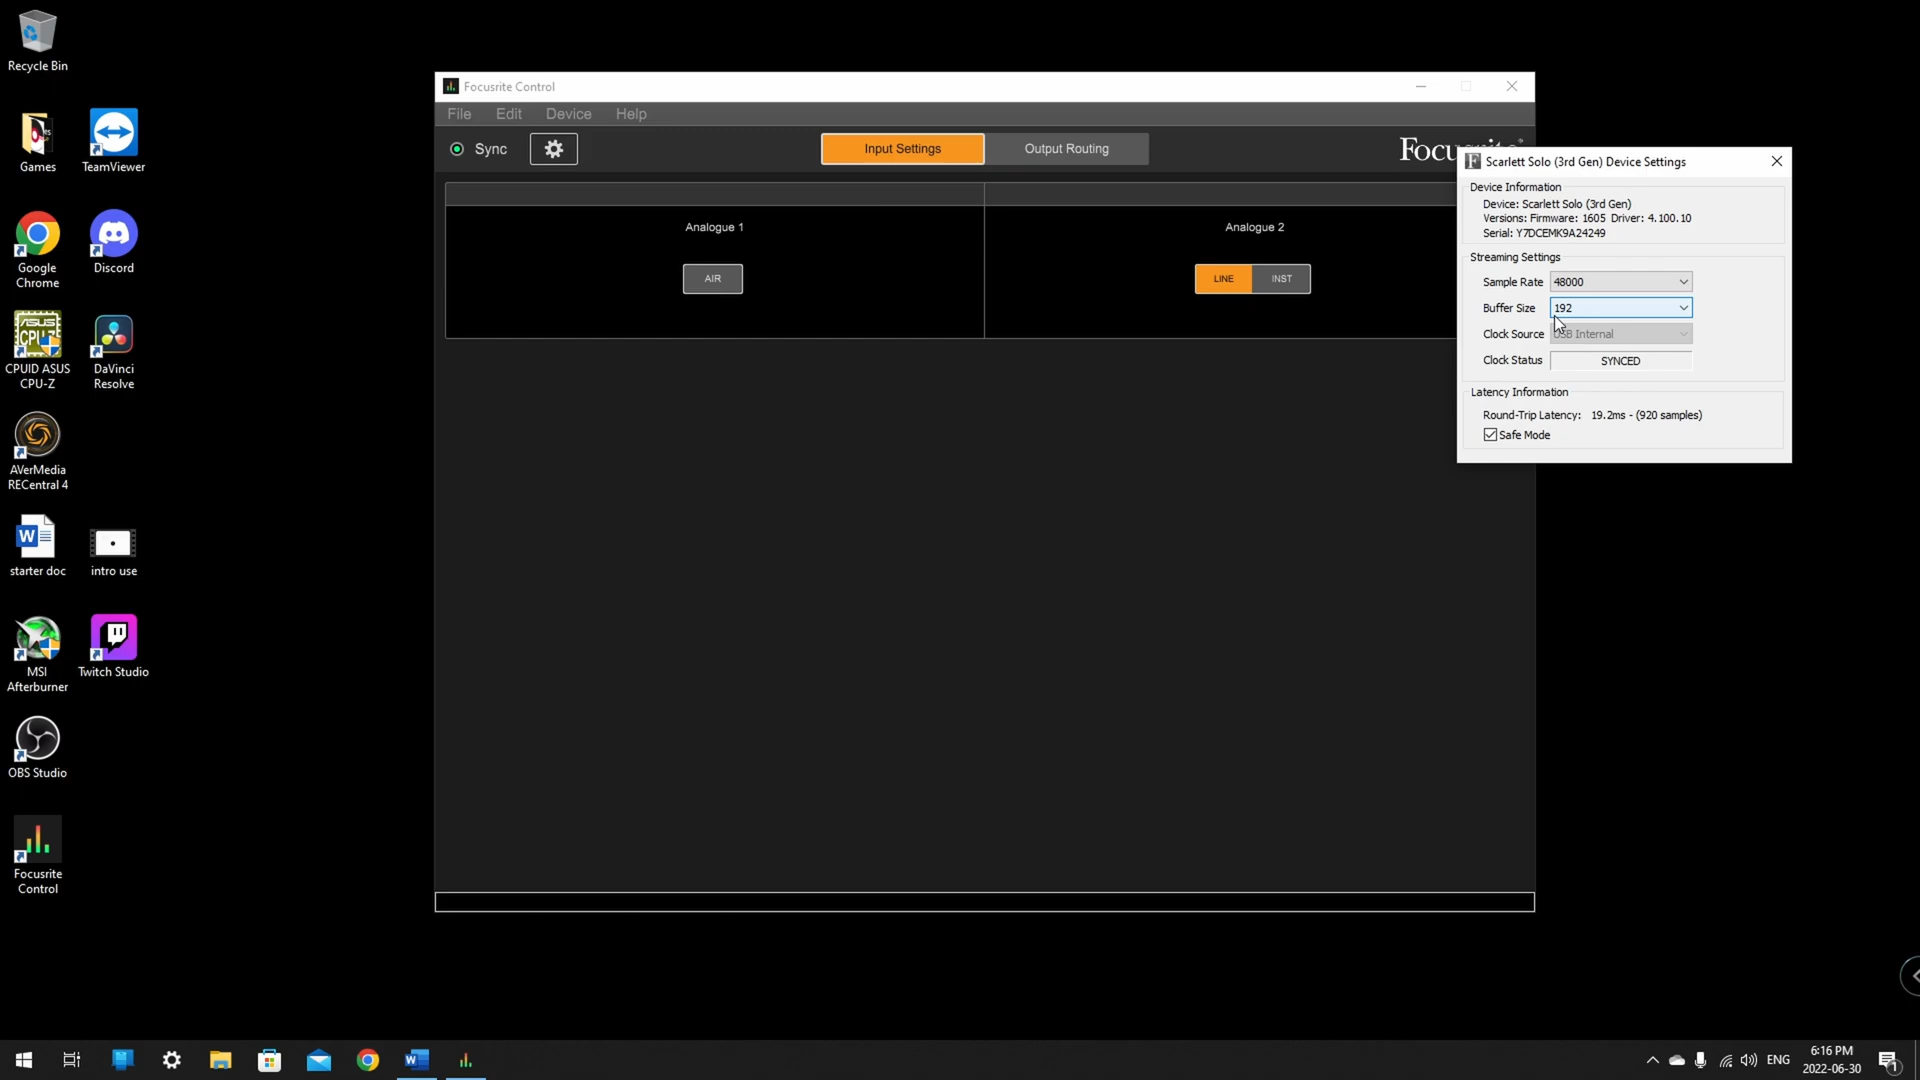 Recycle Bin
Games
TeamViewer
Google
Chrome
Discord
CPUID ASUS
CPU-Z
DaVinci
Resolve
AVerMedia
RECentral 4
starter doc
intro use
MSI
Afterburner
Twitch Studio
OBS Studio
Focusrite
Control
Focusrite Control
File Edit Device Help
Sync
Input Settings
Output Routing
Analogue 1
AIR
Analogue 2
LINE INST
Scarlett Solo (3rd Gen) Device Settings
Device Information
Device: Scarlett Solo (3rd Gen)
Versions: Firmware: 1605 Driver: 4.100.10
Serial: Y7DCEMK9A24249
Streaming Settings
Sample Rate 48000
Buffer Size 192
Clock Source Internal
Clock Status SYNCED
Latency Information
Round-Trip Latency: 19.2ms - (920 samples)
Safe Mode
ENG
6:16 PM
2022-06-30
1